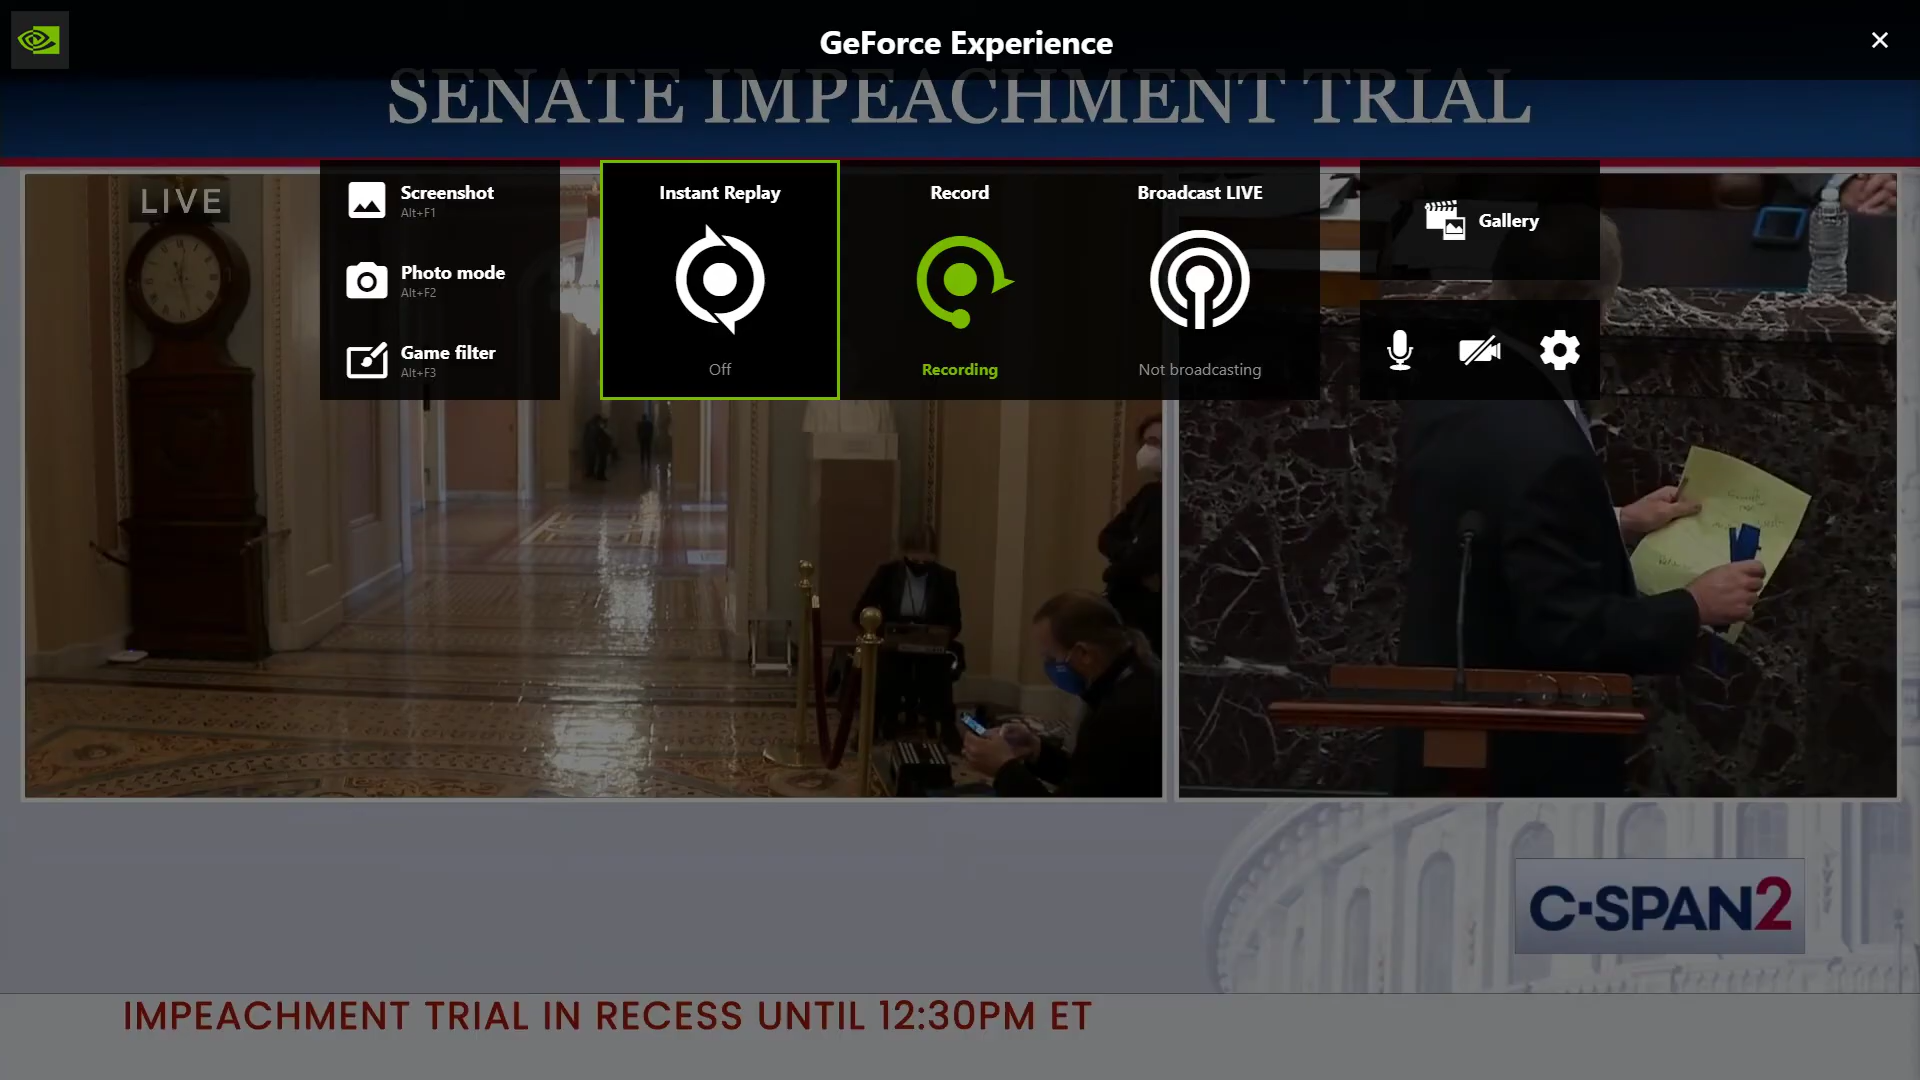 GeForce Experience
SENATE IMPEACHMENT TRIAL
LIVE
Screenshot
Alt+F1
Photo mode
Alt+F2
Game filter
Alt+F3
Instant Replay
Off
Record
Recording
Broadcast LIVE
Not broadcasting
Gallery
C-SPAN2
IMPEACHMENT TRIAL IN RECESS UNTIL 12:30PM ET